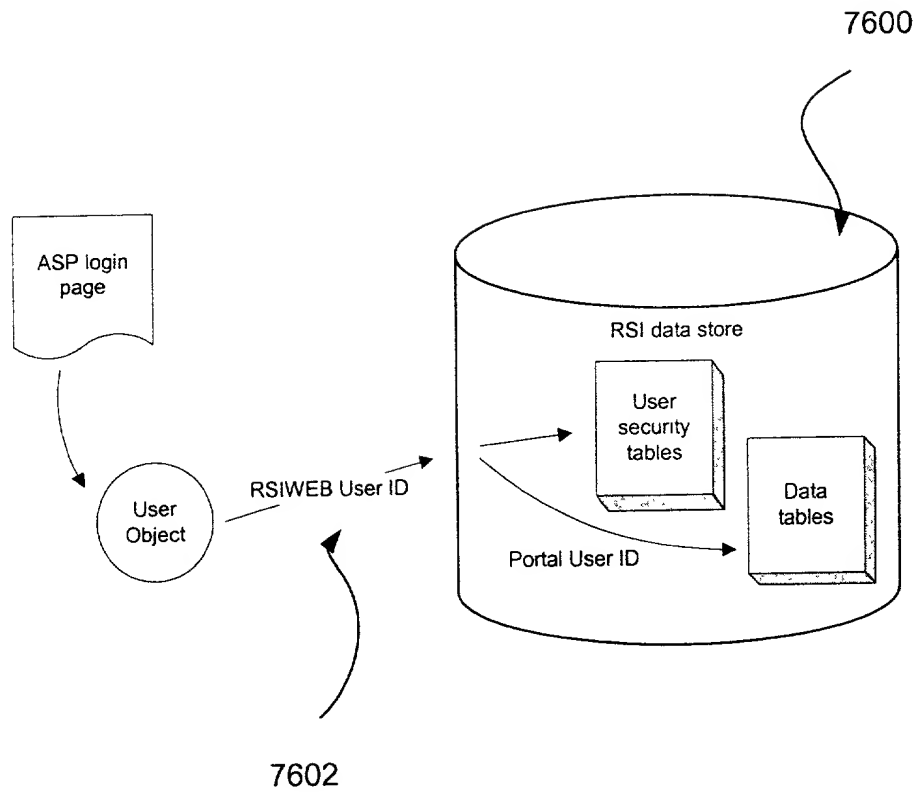 7600
ASP login
page
RSI data store
User
security
tables
RSIWEB User ID
User
Object
Data
tables
Portal User ID
7602